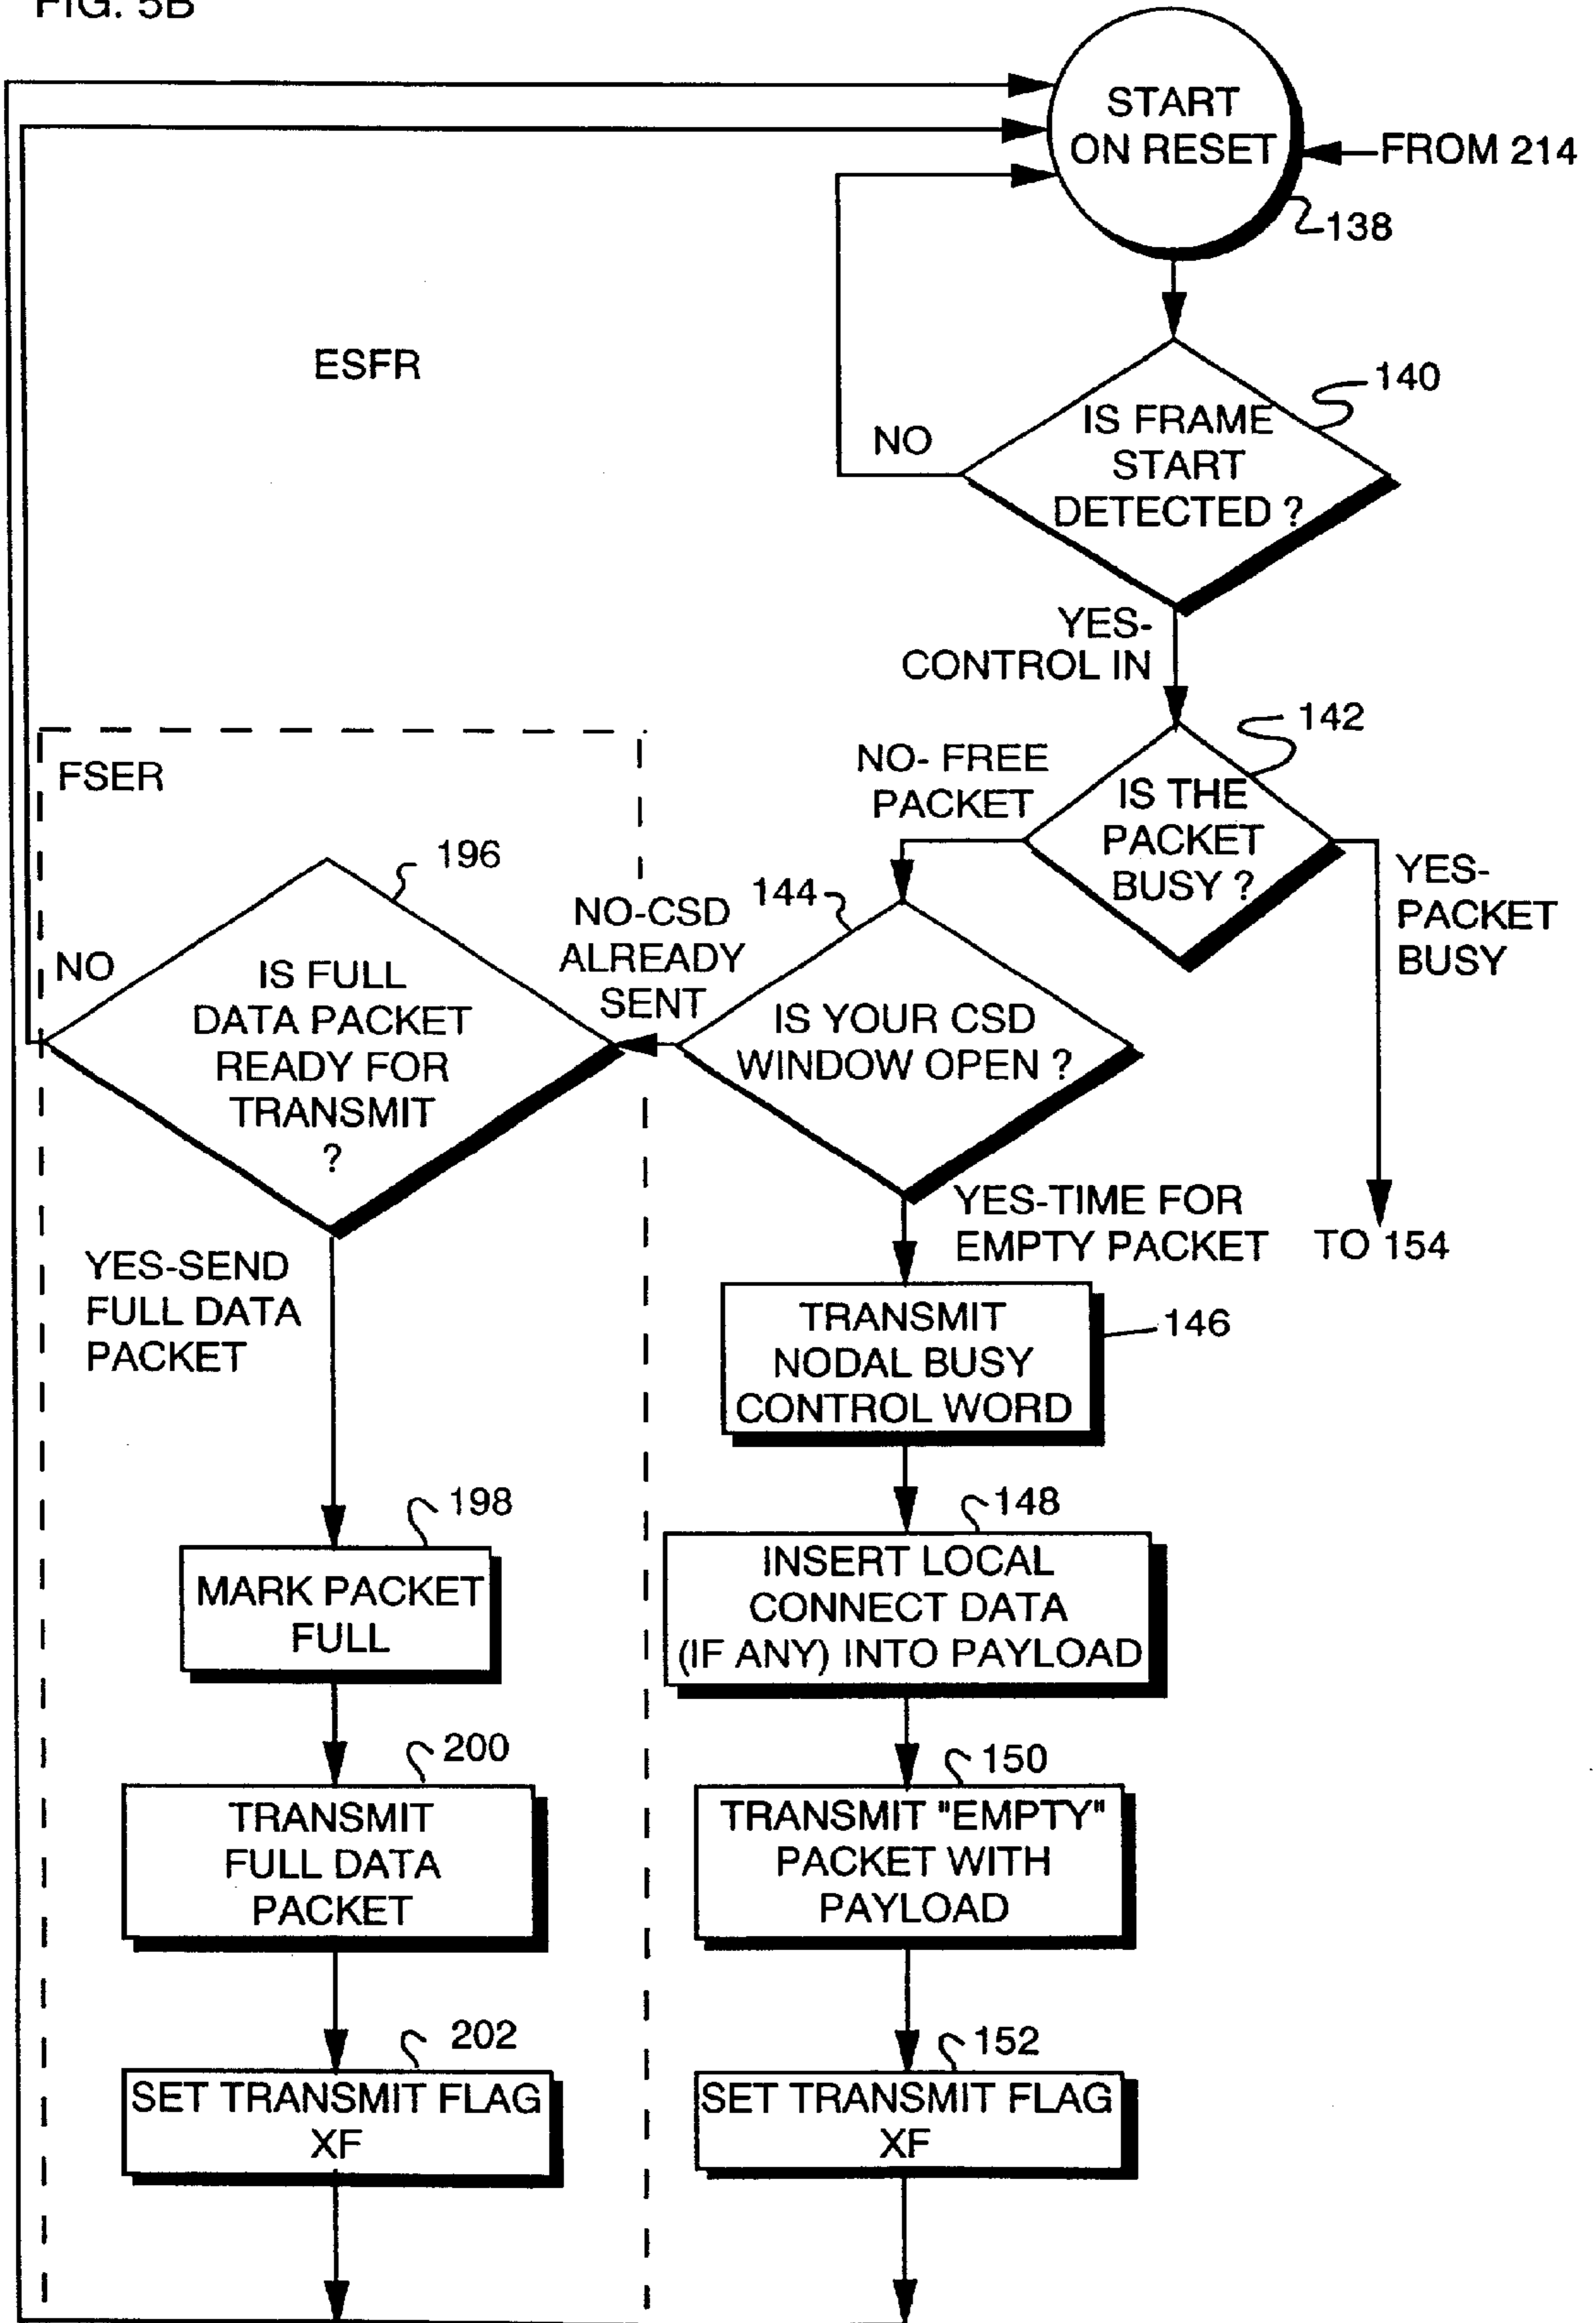 FIG. 5B
START
ON RESET
FROM 214
138
ESFR
140
IS FRAME
START
DETECTED ?
NO
YES-
CONTROL IN
142
NO- FREE
PACKET
IS THE
PACKET
BUSY ?
YES-
PACKET
BUSY
TO 154
FSER
196
NO-CSD
ALREADY
SENT
144
NO
IS FULL
DATA PACKET
READY FOR
TRANSMIT
?
IS YOUR CSD
WINDOW OPEN ?
YES-SEND
FULL DATA
PACKET
YES-TIME FOR
EMPTY PACKET
TRANSMIT
NODAL BUSY
CONTROL WORD
146
198
MARK PACKET
FULL
148
INSERT LOCAL
CONNECT DATA
(IF ANY) INTO PAYLOAD
200
TRANSMIT
FULL DATA
PACKET
150
TRANSMIT "EMPTY"
PACKET WITH
PAYLOAD
202
SET TRANSMIT FLAG
XF
152
SET TRANSMIT FLAG
XF